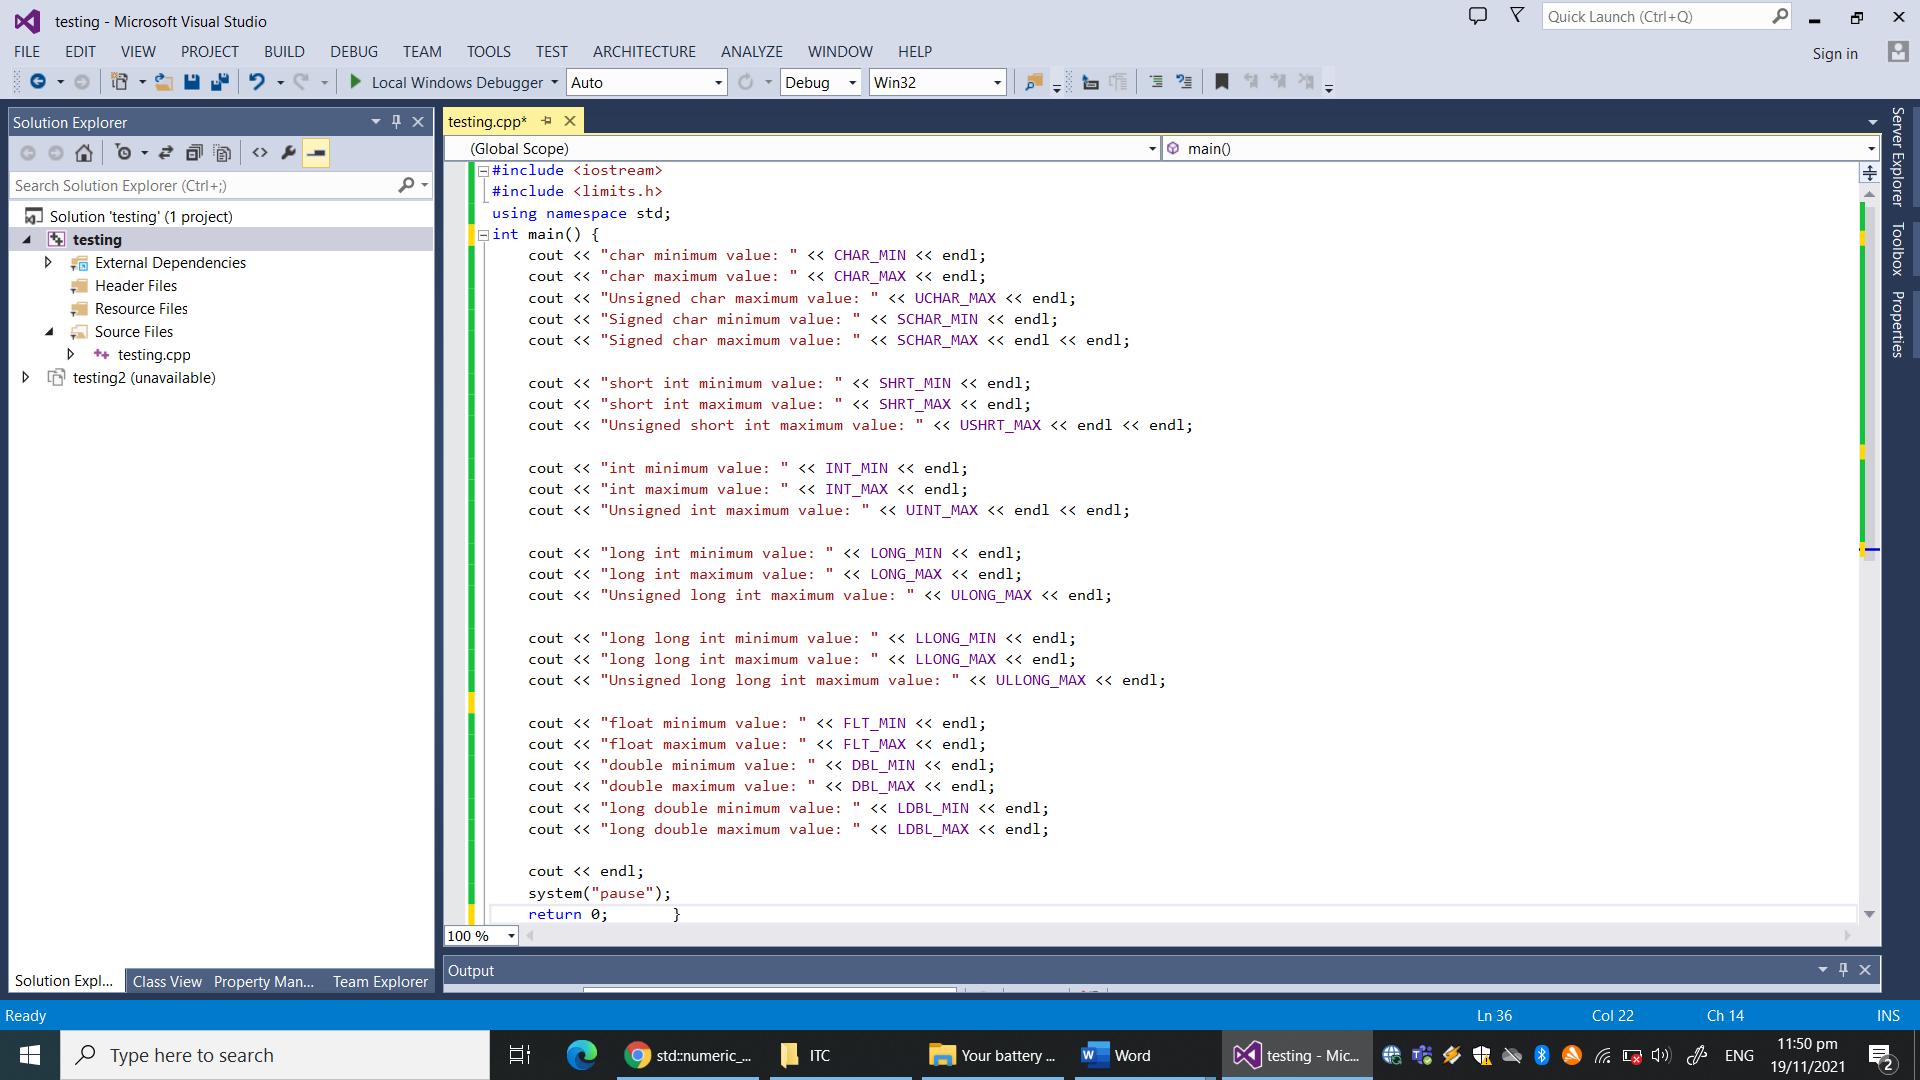 testing - Microsoft Visual Studio
Quick Launch (Ctrl+Q)
FILE EDIT VIEW PROJECT BUILD DEBUG TEAM TOOLS TEST ARCHITECTURE ANALYZE WINDOW HELP
Sign in
Local Windows Debugger Auto Debug Win32
Solution Explorer
Search Solution Explorer (Ctrl+;)
Solution 'testing' (1 project)
testing
External Dependencies
Header Files
Resource Files
Source Files
testing.cpp
testing2 (unavailable)
Solution Expl... Class View Property Man... Team Explorer
testing.cpp*
(Global Scope) main()
#include <iostream>
#include <limits.h>
using namespace std;
int main() {
cout << "char minimum value: " << CHAR_MIN << endl;
cout << "char maximum value: " << CHAR_MAX << endl;
cout << "Unsigned char maximum value: " << UCHAR_MAX << endl;
cout << "Signed char minimum value: " << SCHAR_MIN << endl;
cout << "Signed char maximum value: " << SCHAR_MAX << endl << endl;
cout << "short int minimum value: " << SHRT_MIN << endl;
cout << "short int maximum value: " << SHRT_MAX << endl;
cout << "Unsigned short int maximum value: " << USHRT_MAX << endl << endl;
cout << "int minimum value: " << INT_MIN << endl;
cout << "int maximum value: " << INT_MAX << endl;
cout << "Unsigned int maximum value: " << UINT_MAX << endl << endl;
cout << "long int minimum value: " << LONG_MIN << endl;
cout << "long int maximum value: " << LONG_MAX << endl;
cout << "Unsigned long int maximum value: " << ULONG_MAX << endl;
cout << "long long int minimum value: " << LLONG_MIN << endl;
cout << "long long int maximum value: " << LLONG_MAX << endl;
cout << "Unsigned long long int maximum value: " << ULLONG_MAX << endl;
cout << "float minimum value: " << FLT_MIN << endl;
cout << "float maximum value: " << FLT_MAX << endl;
cout << "double minimum value: " << DBL_MIN << endl;
cout << "double maximum value: " << DBL_MAX << endl;
cout << "long double minimum value: " << LDBL_MIN << endl;
cout << "long double maximum value: " << LDBL_MAX << endl;
cout << endl;
system("pause");
return 0; }
100 %
Output
Server Explorer
Toolbox
Properties
Ready Ln 36 Col 22 Ch 14 INS
Type here to search std::numeric_... ITC Your battery ... Word testing - Mic... ENG 11:50 pm
19/11/2021
2